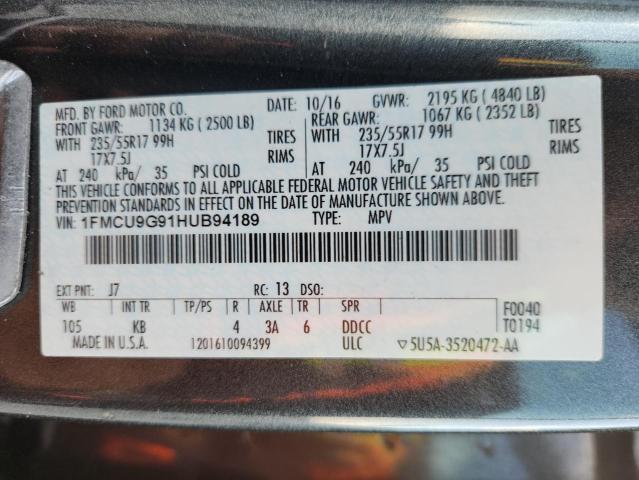 MFD. BY FORD MOTOR CO. DATE: 10/16 GVWR: 2195 KG ( 4840 LB)
FRONT GAWR: 1134 KG ( 2500 LB) REAR GAWR: 1067 KG ( 2352 LB)
WITH 235/55R17 99H TIRES WITH 235/55R17 99H TIRES
17X7.5J RIMS 17X7.5J RIMS
AT 240 kPa/ 35 PSI COLD AT 240 kPa/ 35 PSI COLD
THIS VEHICLE CONFORMS TO ALL APPLICABLE FEDERAL MOTOR VEHICLE SAFETY AND THEFT
PREVENTION STANDARDS IN EFFECT ON THE DATE OF MANUFACTURE SHOWN ABOVE.
VIN: 1FMCU9G91HUB94189 TYPE: MPV
EXT PNT: J7 RC: 13 DSO:
WB INT TR TP/PS R AXLE TR SPR F0040
105 KB 4 3A 6 DDCC T0194
MADE IN U.S.A. 1201610094399 ULC ▽5U5A-3520472-AA